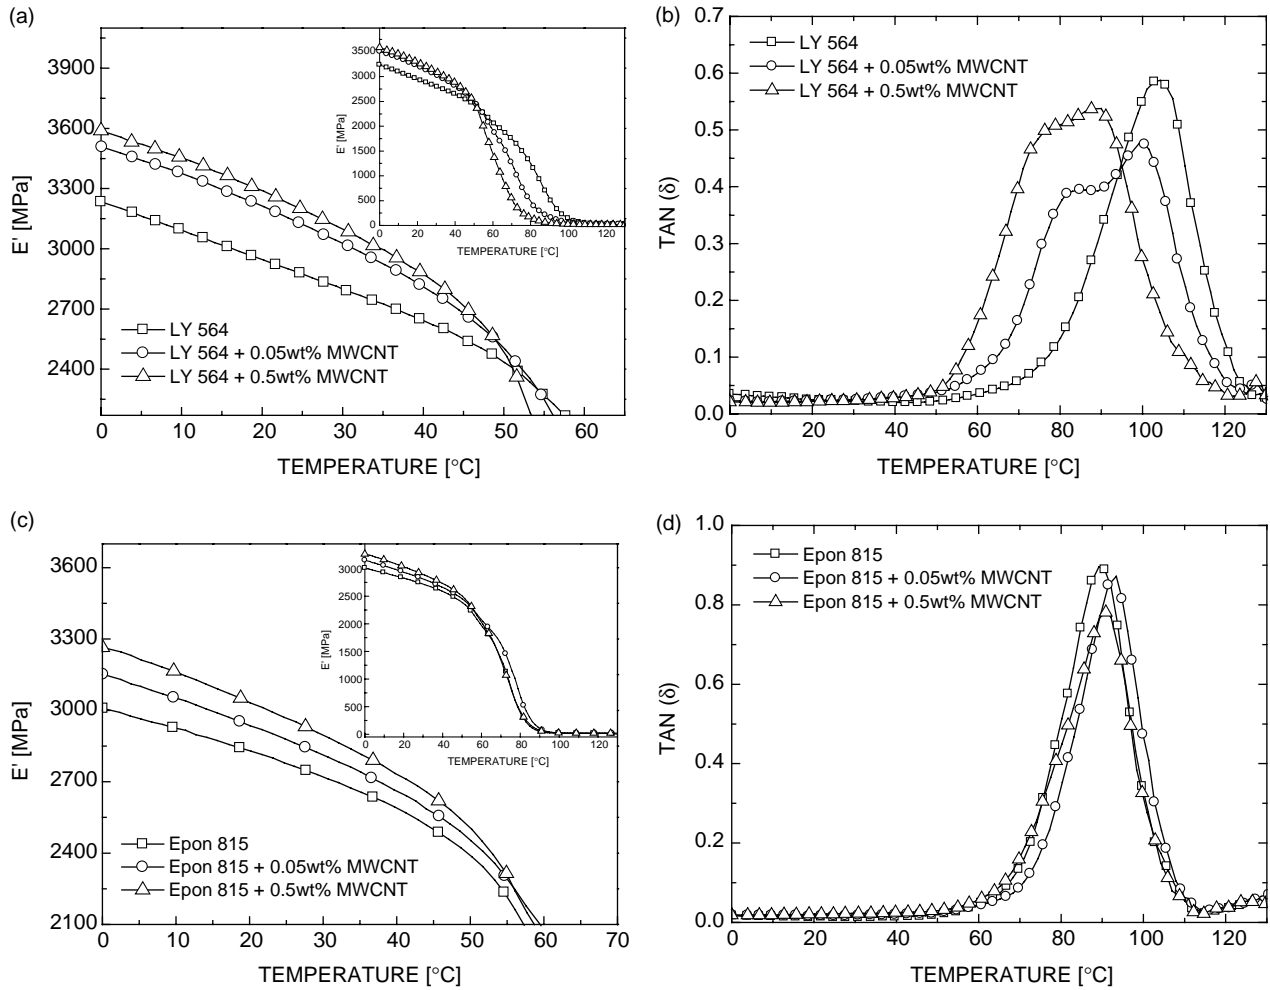 (a)
3900
3600
3300
3000
2700
2400
E' [MPa]
0 10 20 30 40 50 60
TEMPERATURE [°C]
LY 564
LY 564 + 0.05wt% MWCNT
LY 564 + 0.5wt% MWCNT
3500
3000
2500
2000
1500
1000
500
0
E' [MPa]
0 20 40 60 80 100 120
TEMPERATURE [°C]
(b)
0.7
0.6
0.5
0.4
0.3
0.2
0.1
0.0
TAN (δ)
LY 564
LY 564 + 0.05wt% MWCNT
LY 564 + 0.5wt% MWCNT
0 20 40 60 80 100 120
TEMPERATURE [°C]
(c)
3600
3300
3000
2700
2400
2100
E' [MPa]
0 10 20 30 40 50 60 70
TEMPERATURE [°C]
Epon 815
Epon 815 + 0.05wt% MWCNT
Epon 815 + 0.5wt% MWCNT
3000
2500
2000
1500
1000
500
0
E' [MPa]
0 20 40 60 80 100 120
TEMPERATURE [°C]
(d)
1.0
0.8
0.6
0.4
0.2
0.0
TAN (δ)
Epon 815
Epon 815 + 0.05wt% MWCNT
Epon 815 + 0.5wt% MWCNT
0 20 40 60 80 100 120
TEMPERATURE [°C]